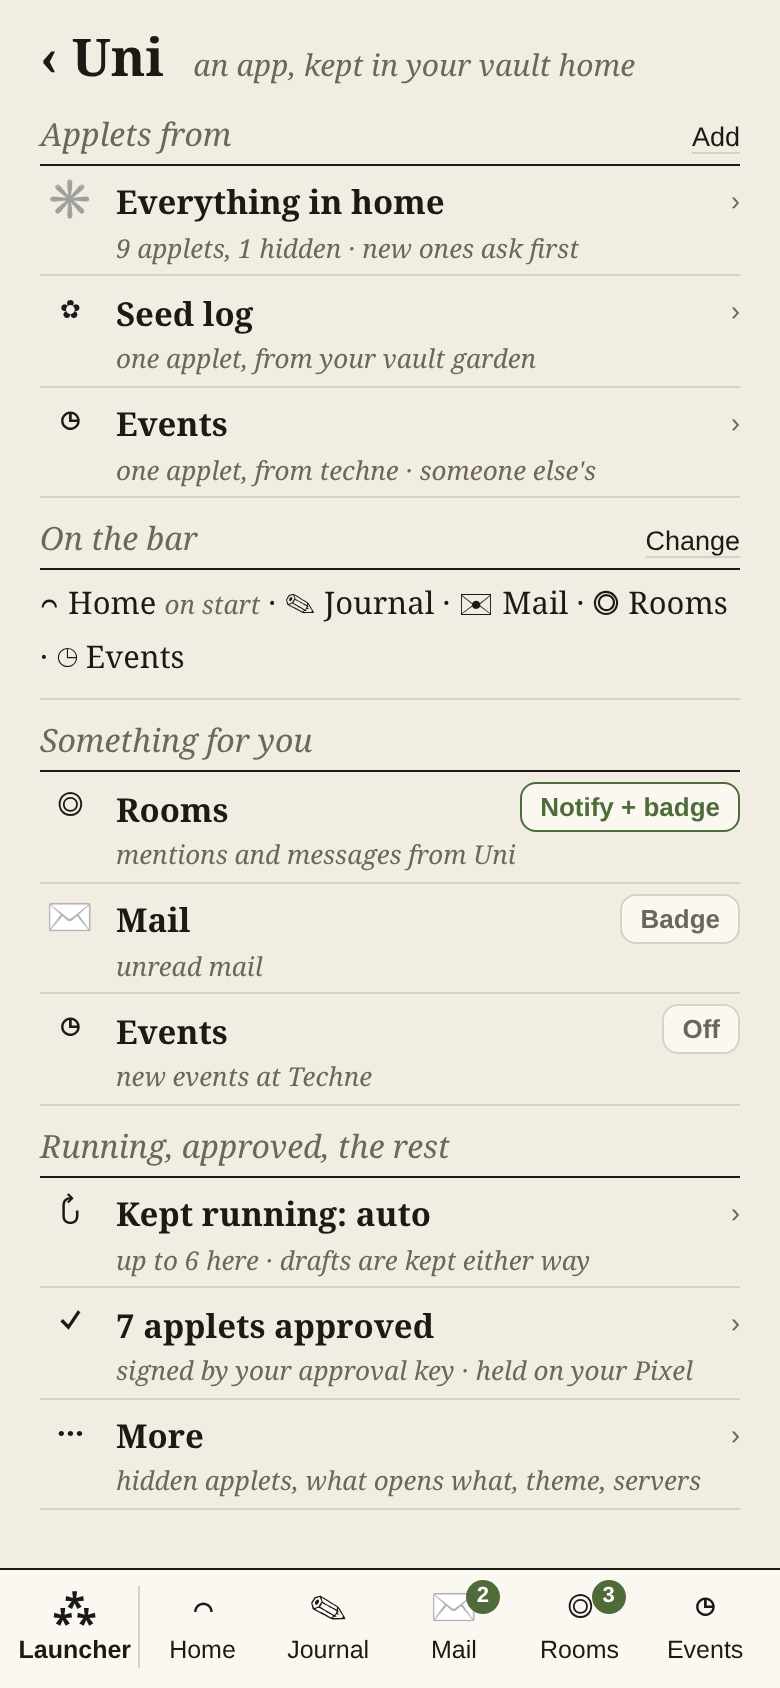 ‹ Uni an app, kept in your vault home
Applets from Add
Everything in home ›
9 applets, 1 hidden · new ones ask first
Seed log ›
one applet, from your vault garden
Events ›
one applet, from techne · someone else's
On the bar Change
Home on start · Journal · Mail · Rooms
· Events
Something for you
Rooms Notify + badge
mentions and messages from Uni
Mail Badge
unread mail
Events Off
new events at Techne
Running, approved, the rest
Kept running: auto ›
up to 6 here · drafts are kept either way
7 applets approved ›
signed by your approval key · held on your Pixel
More ›
hidden applets, what opens what, theme, servers
2 3
Launcher Home Journal Mail Rooms Events